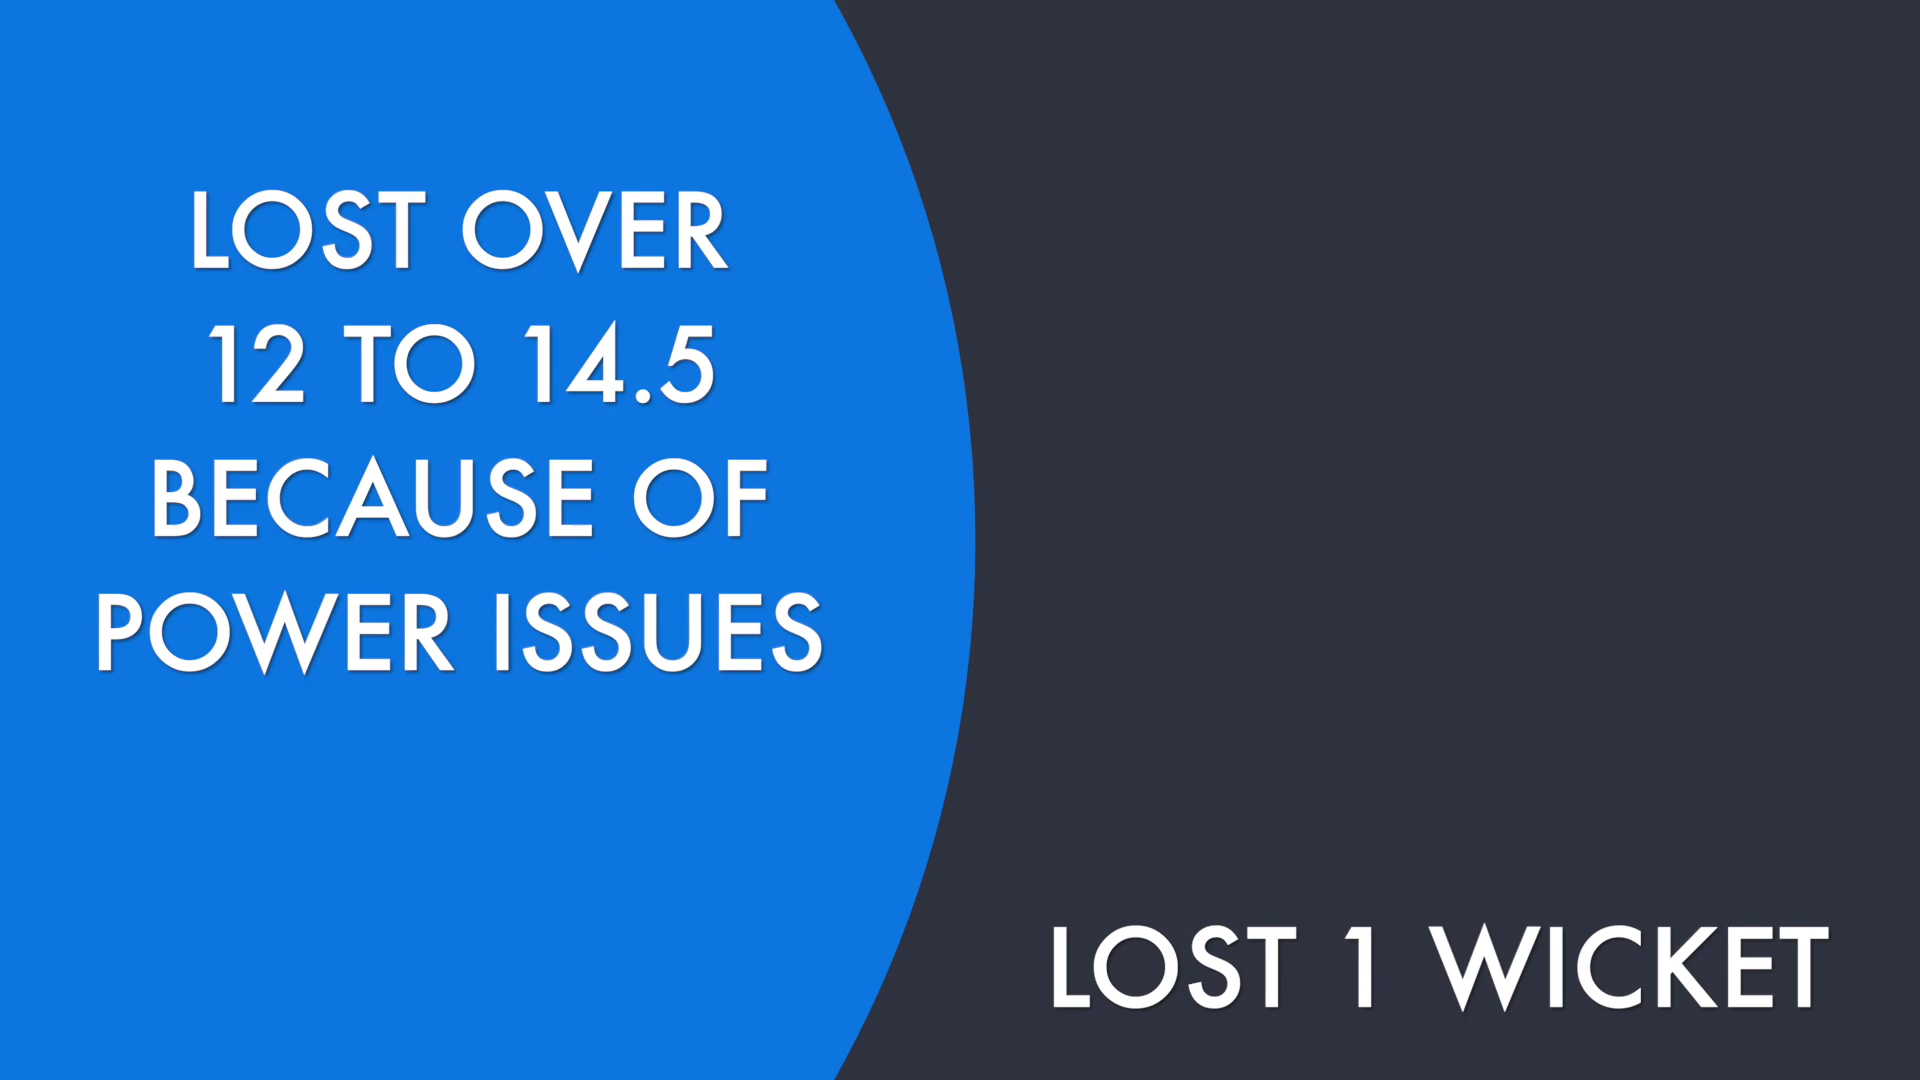 LOST OVER
12 TO 14.5
BECAUSE OF
POWER ISSUES
LOST 1 WICKET